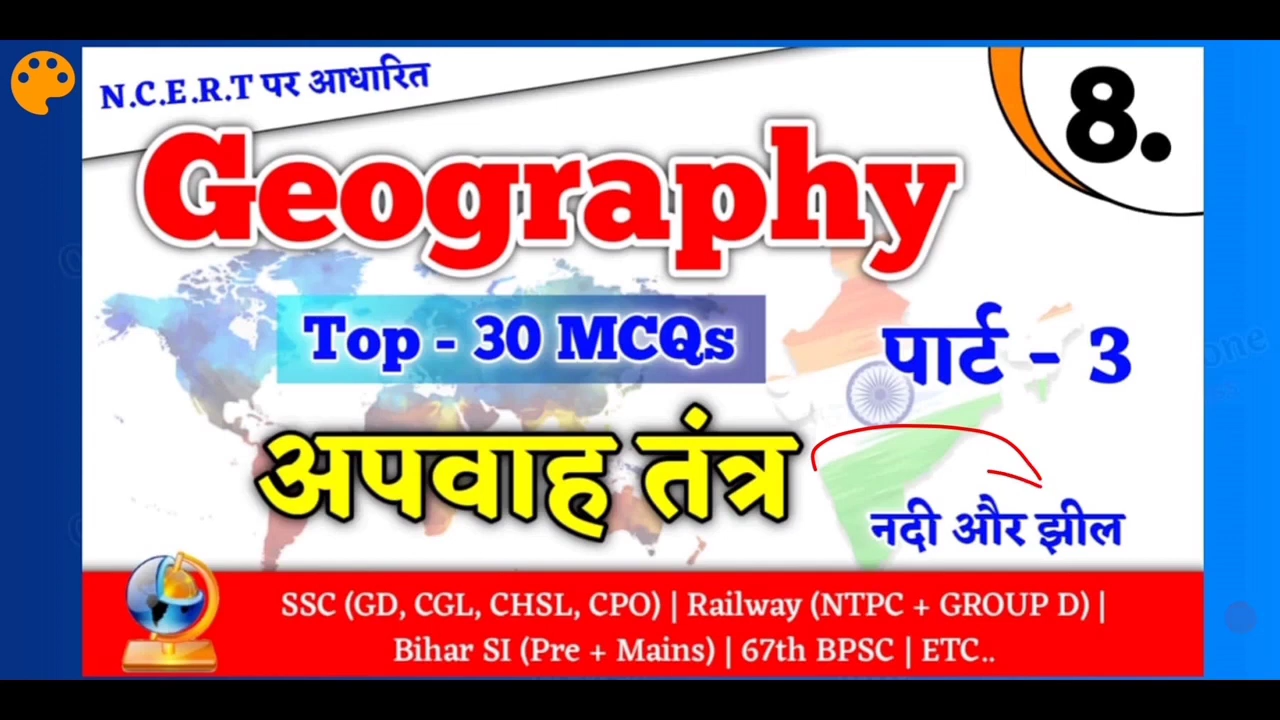 N.C.E.R.T पर आधारित
8.
Geography
Top - 30 MCQs
पार्ट - 3
अपवाह तंत्र
नदी और झील
SSC (GD, CGL, CHSL, CPO) | Railway (NTPC + GROUP D) |
Bihar SI (Pre + Mains) | 67th BPSC | ETC..